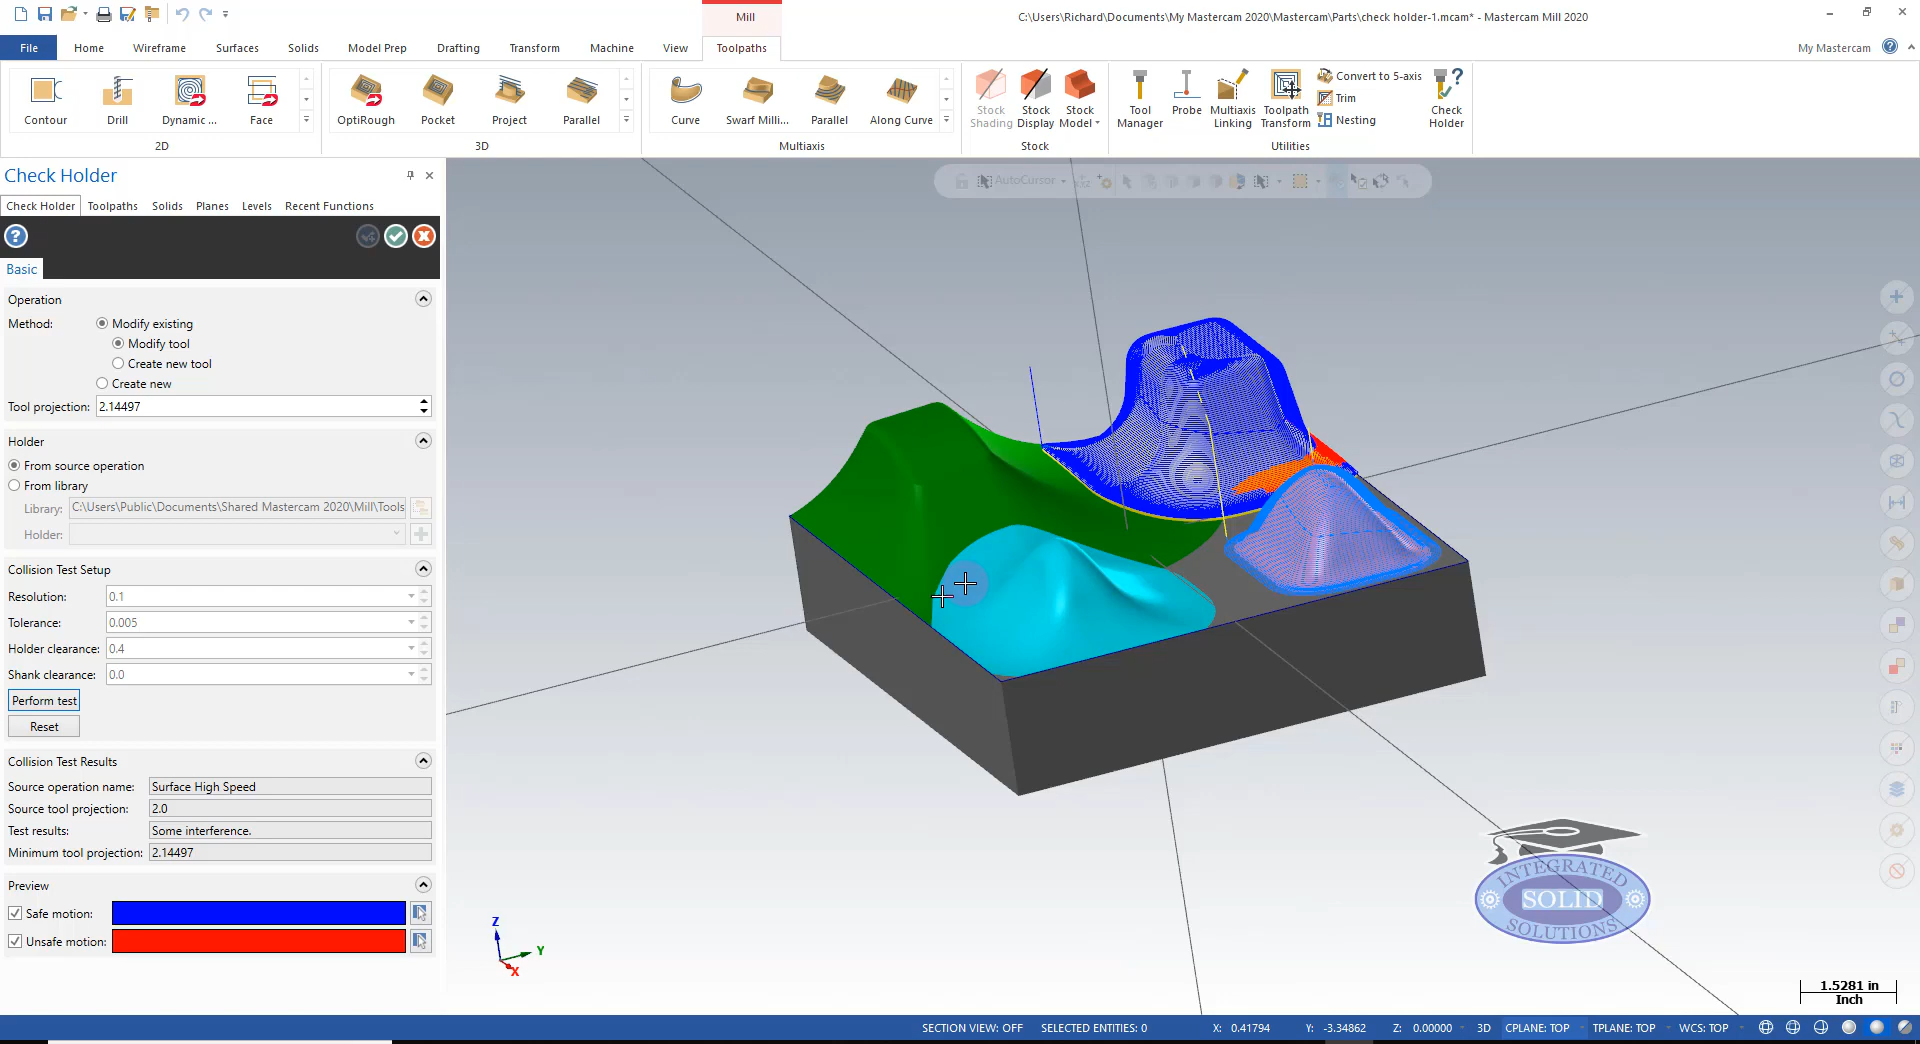 Mill
C:\Users\Richard\Documents\My Mastercam 2020\Mastercam\Parts\check holder-1.mcam* - Mastercam Mill 2020
File Home Wireframe Surfaces Solids Model Prep Drafting Transform Machine View Toolpaths My Mastercam
Contour Drill Dynamic ... Face
2D
OptiRough Pocket Project Parallel
3D
Curve Swarf Milli... Parallel Along Curve
Multiaxis
Stock Shading Stock Display Stock Model
Stock
Tool Manager Probe Multiaxis Linking Toolpath Transform
Convert to 5-axis
Trim
Nesting
Check Holder
Utilities
Check Holder
Check Holder Toolpaths Solids Planes Levels Recent Functions
AutoCursor
Basic
Operation
Method: Modify existing
Modify tool
Create new tool
Create new
Tool projection: 2.14497
Holder
From source operation
From library
Library: C:\Users\Public\Documents\Shared Mastercam 2020\Mill\Tools
Holder:
Collision Test Setup
Resolution: 0.1
Tolerance: 0.005
Holder clearance: 0.4
Shank clearance: 0.0
Perform test
Reset
Collision Test Results
Source operation name: Surface High Speed
Source tool projection: 2.0
Test results: Some interference.
Minimum tool projection: 2.14497
Preview
Safe motion:
Unsafe motion:
Z
Y
X
INTEGRATED
SOLID
SOLUTIONS
1.5281 in
Inch
SECTION VIEW: OFF SELECTED ENTITIES: 0 X: 0.41794 Y: -3.34862 Z: 0.00000 3D CPLANE: TOP TPLANE: TOP WCS: TOP